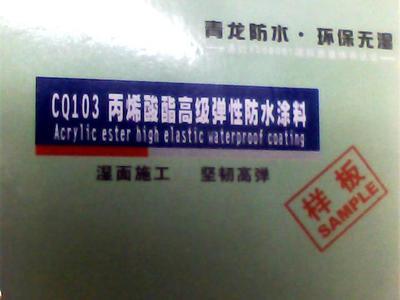 青龙防水·环保无漏
CQ103 丙烯酸酯高级弹性防水涂料
Acrylic ester high elastic waterproof coating
湿面施工 坚韧高弹
样板
SAMPLE